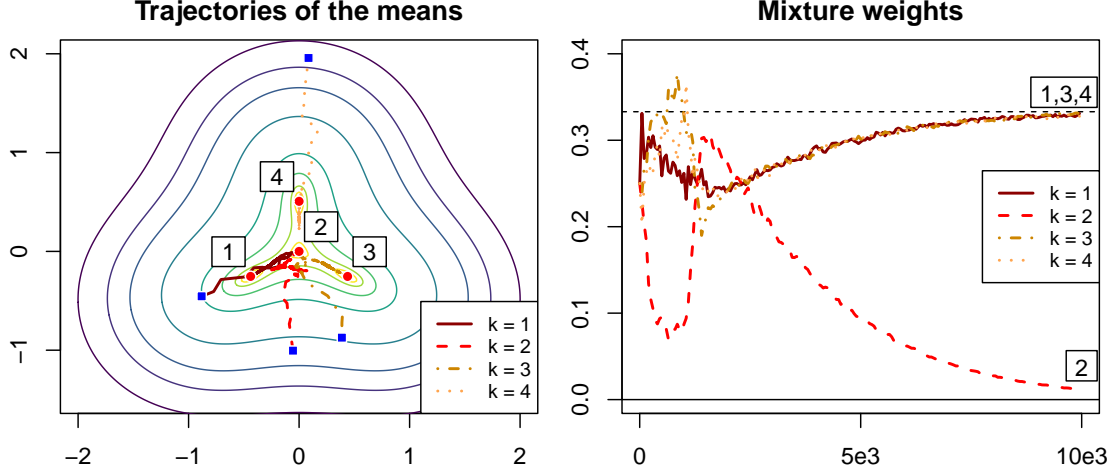 Trajectories of the means
2
1
0
−1
4
2
1
3
k = 1
k = 2
k = 3
k = 4
−2
−1
0
1
2
Mixture weights
0.4
0.3
0.2
0.1
0.0
1,3,4
k = 1
k = 2
k = 3
k = 4
2
0
5e3
10e3